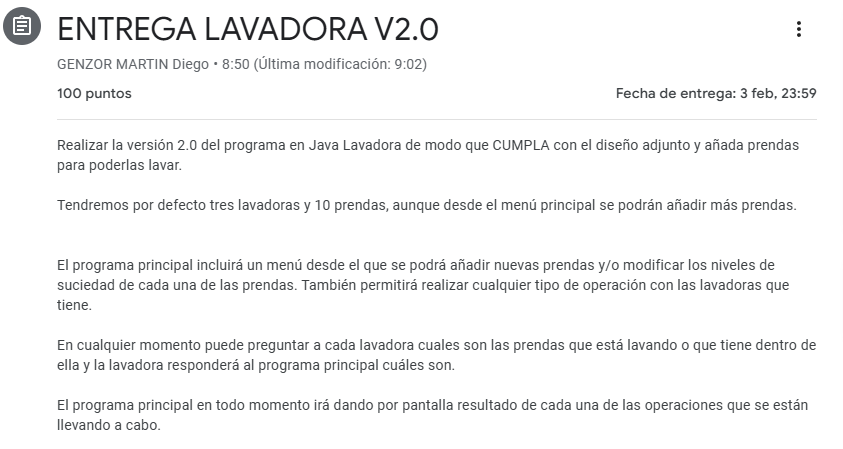 ENTREGA LAVADORA V2.0
GENZOR MARTIN Diego • 8:50 (Última modificación: 9:02)
100 puntos
Fecha de entrega: 3 feb, 23:59
Realizar la versión 2.0 del programa en Java Lavadora de modo que CUMPLA con el diseño adjunto y añada prendas
para poderlas lavar.
Tendremos por defecto tres lavadoras y 10 prendas, aunque desde el menú principal se podrán añadir más prendas.
El programa principal incluirá un menú desde el que se podrá añadir nuevas prendas y/o modificar los niveles de
suciedad de cada una de las prendas. También permitirá realizar cualquier tipo de operación con las lavadoras que
tiene.
En cualquier momento puede preguntar a cada lavadora cuales son las prendas que está lavando o que tiene dentro de
ella y la lavadora responderá al programa principal cuáles son.
El programa principal en todo momento irá dando por pantalla resultado de cada una de las operaciones que se están
llevando a cabo.